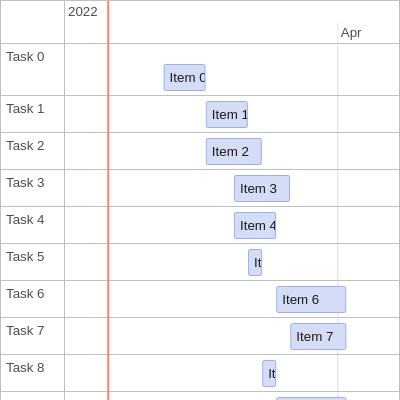 2022
Apr
Task 0
Item 0
Task 1
Item 1
Task 2
Item 2
Task 3
Item 3
Task 4
Item 4
Task 5
It
Task 6
Item 6
Task 7
Item 7
Task 8
It